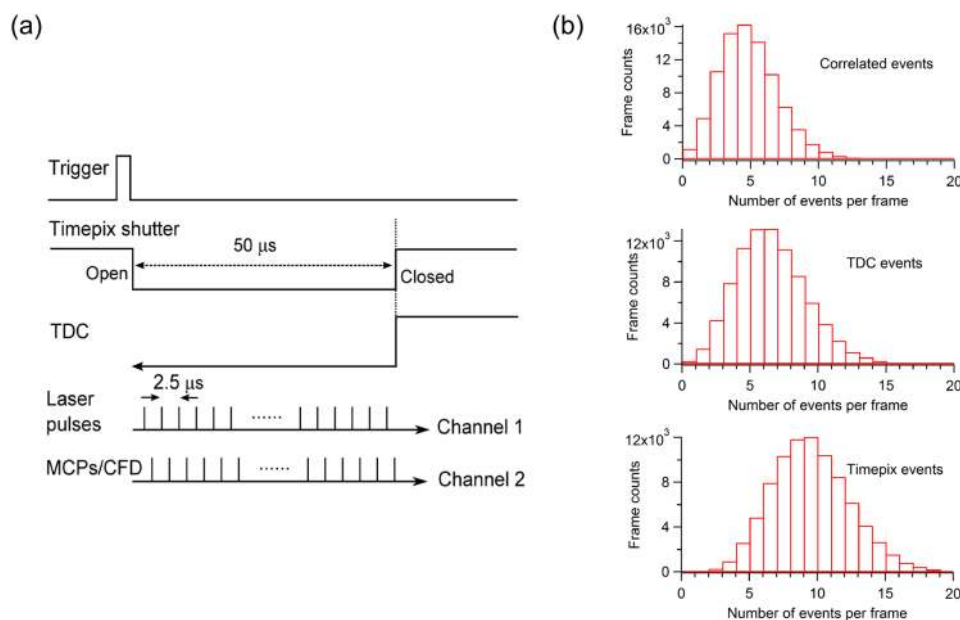 (a)
Trigger
Timepix shutter
50 μs
Open
Closed
TDC
2.5 μs
Laser
pulses
......
......
Channel 1
MCPs/CFD
......
Channel 2
(b)
16x10³
12
8
4
0
Frame counts
Correlated events
0
5
10
15
20
Number of events per frame
12x10³
8
4
0
Frame counts
TDC events
0
5
10
15
20
Number of events per frame
12x10³
8
4
0
Frame counts
Timepix events
0
5
10
15
20
Number of events per frame